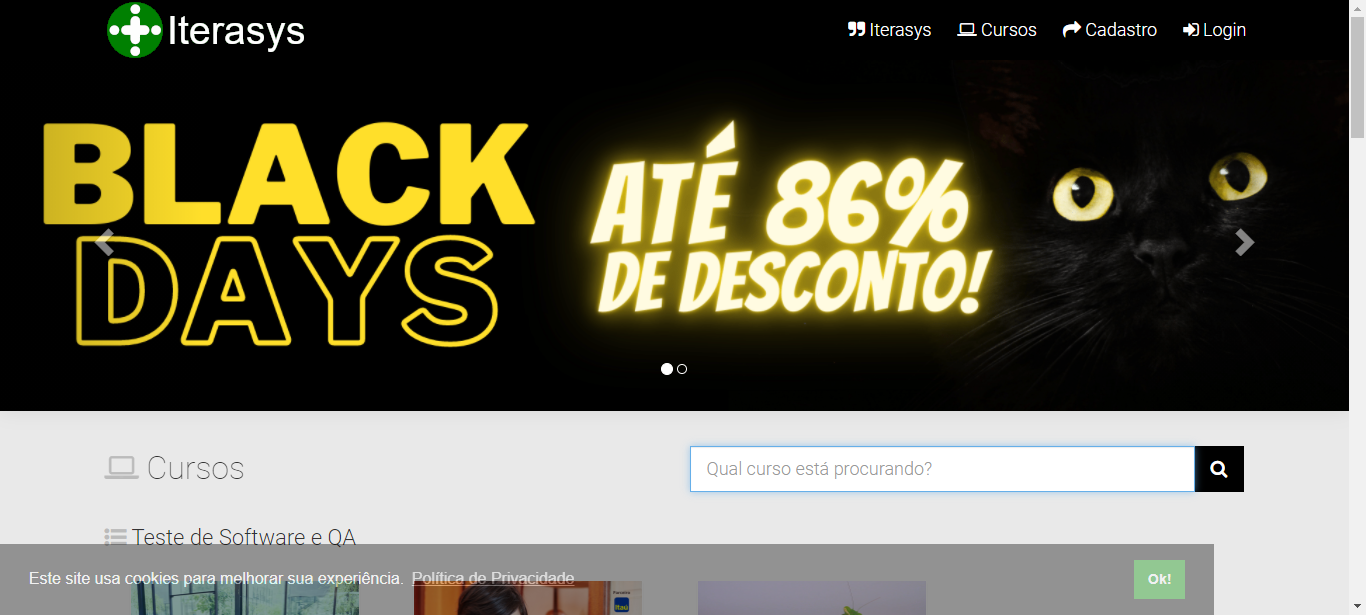 Iterasys
Iterasys
Cursos
Cadastro
Login
BLACK
DAYS
ATÉ 86%
DE DESCONTO!
Cursos
Qual curso está procurando?
Teste de Software e QA
Este site usa cookies para melhorar sua experiência. Política de Privacidade
Ok!
Itaú